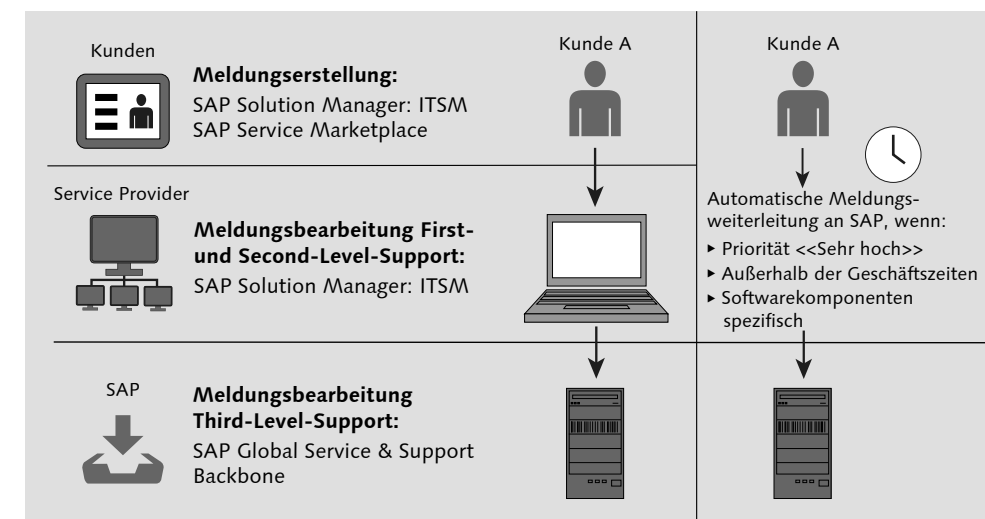 Kunden
Meldungserstellung:
SAP Solution Manager: ITSM
SAP Service Marketplace
Kunde A
Kunde A
Service Provider
Meldungsbearbeitung First-
und Second-Level-Support:
SAP Solution Manager: ITSM
Automatische Meldungs-
weiterleitung an SAP, wenn:
▸ Priorität <<Sehr hoch>>
▸ Außerhalb der Geschäftszeiten
▸ Softwarekomponenten
spezifisch
SAP
Meldungsbearbeitung
Third-Level-Support:
SAP Global Service & Support
Backbone